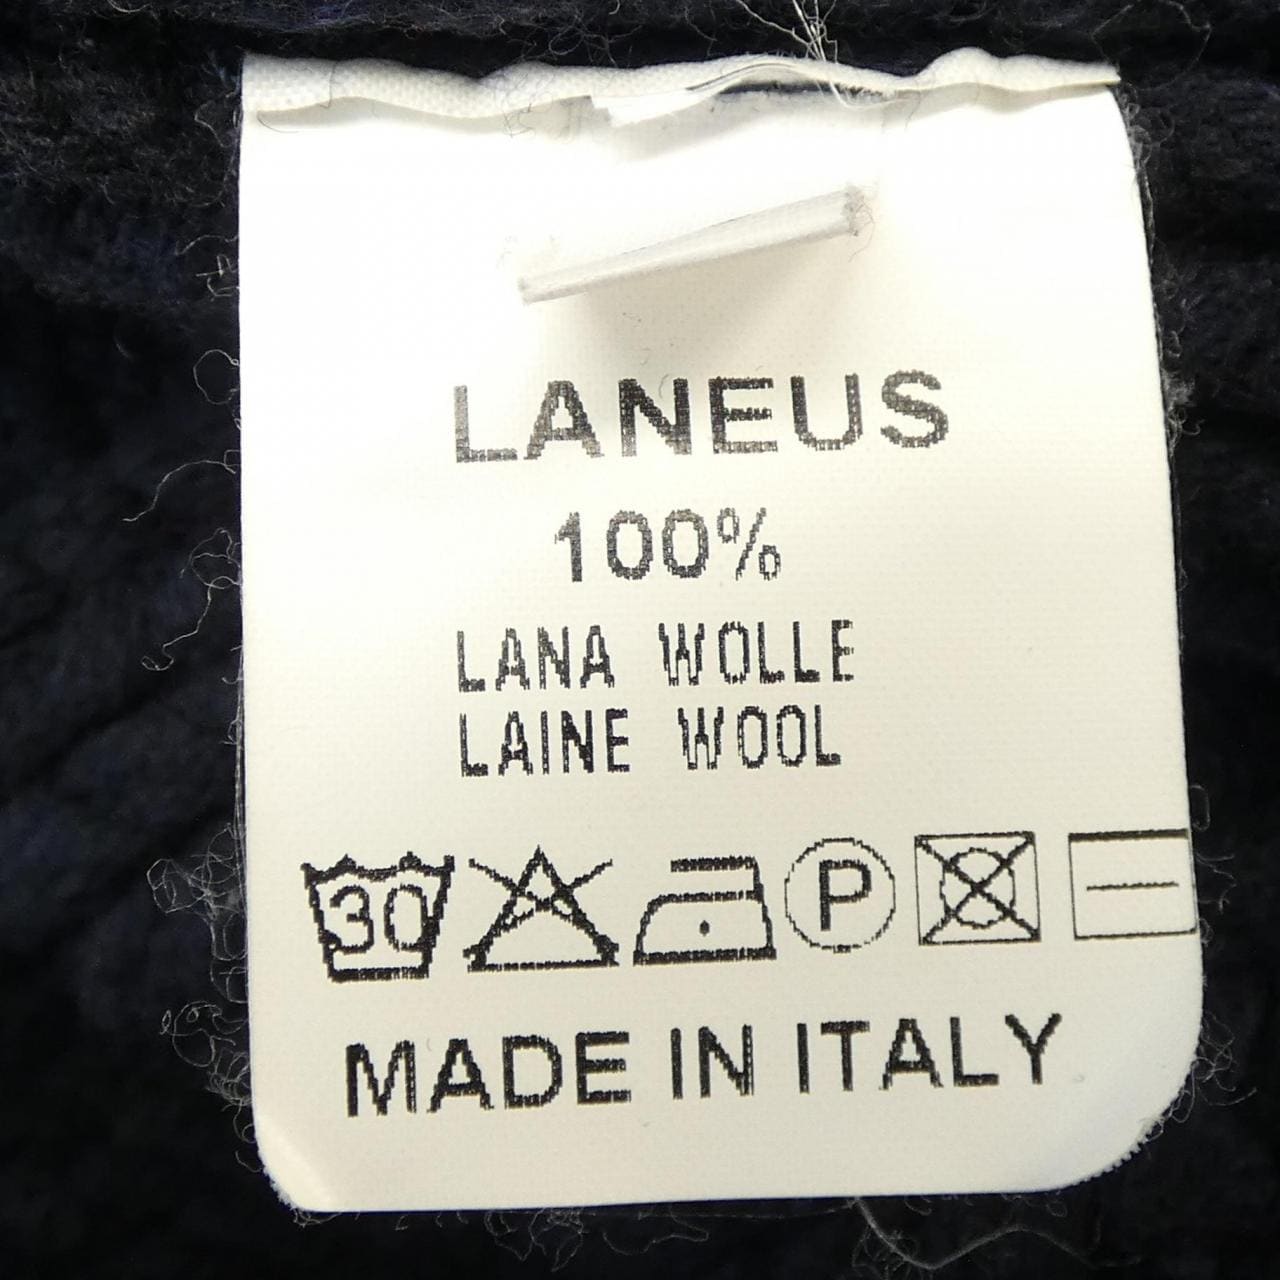 LANEUS
100%
LANA WOLLE
LAINE WOOL
30 P
MADE IN ITALY